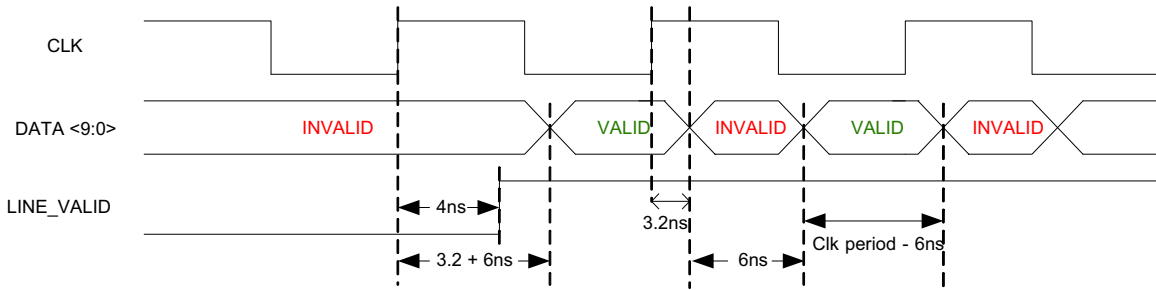 CLK
DATA <9:0>
INVALID
VALID
INVALID
VALID
INVALID
LINE_VALID
4ns
3.2ns
Clk period - 6ns
3.2 + 6ns
6ns